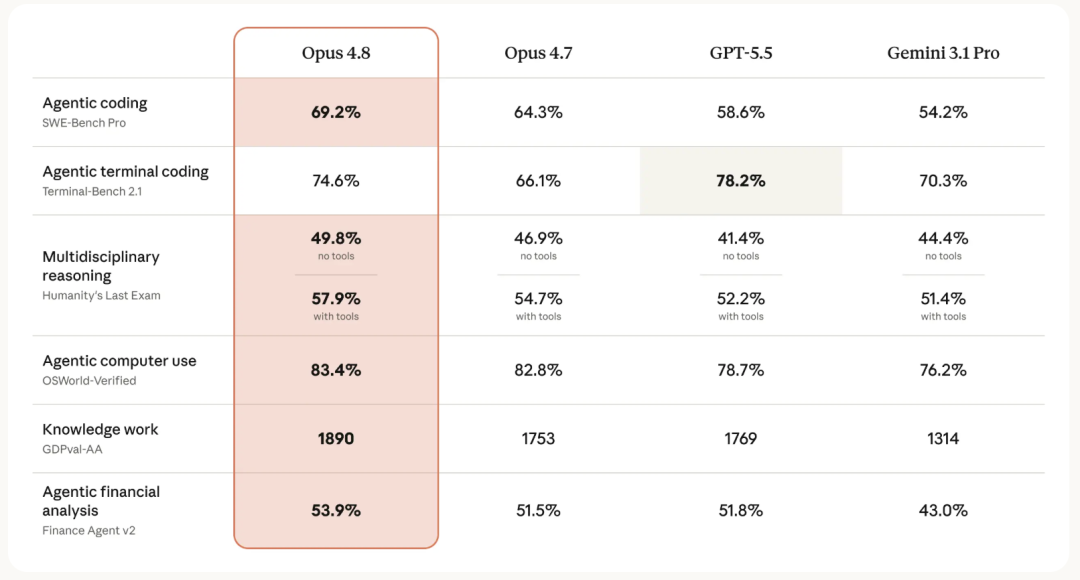 Opus 4.8 Opus 4.7 GPT-5.5 Gemini 3.1 Pro
Agentic coding
SWE-Bench Pro
69.2% 64.3% 58.6% 54.2%
Agentic terminal coding
Terminal-Bench 2.1
74.6% 66.1% 78.2% 70.3%
Multidisciplinary
reasoning
Humanity's Last Exam
49.8% 46.9% 41.4% 44.4%
no tools no tools no tools no tools
57.9% 54.7% 52.2% 51.4%
with tools with tools with tools with tools
Agentic computer use
OSWorld-Verified
83.4% 82.8% 78.7% 76.2%
Knowledge work
GDPval-AA
1890 1753 1769 1314
Agentic financial
analysis
Finance Agent v2
53.9% 51.5% 51.8% 43.0%